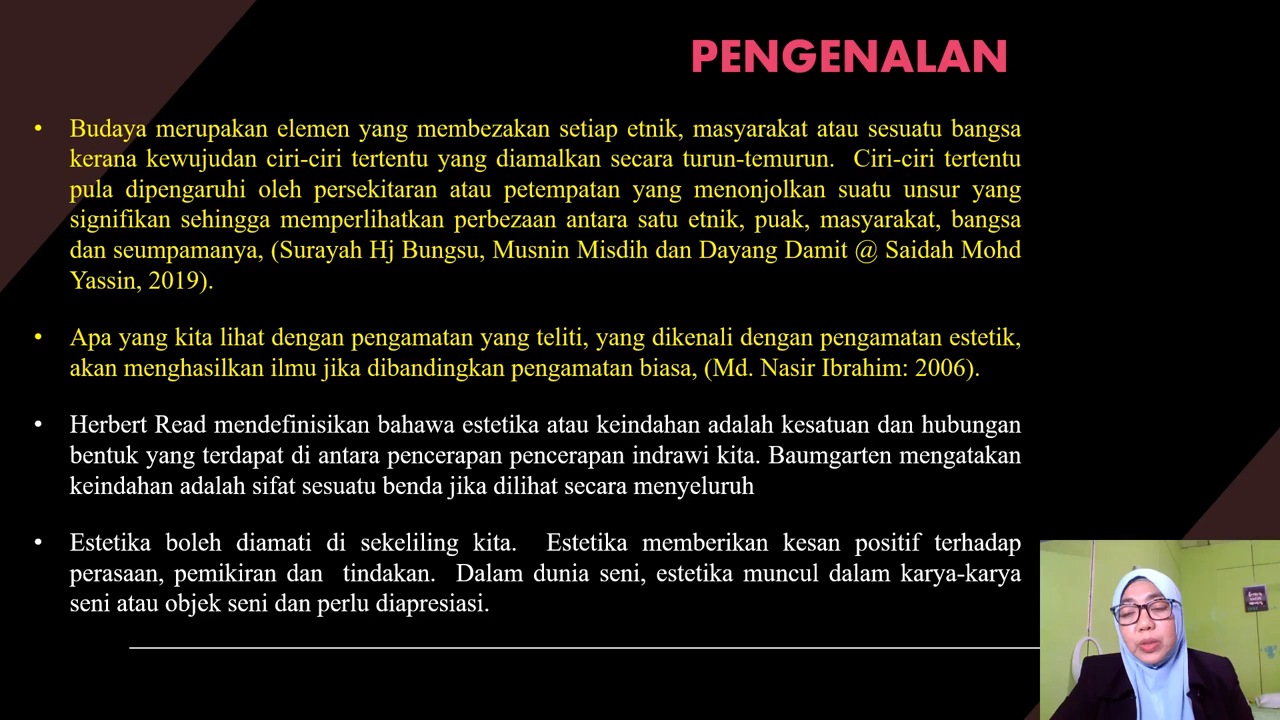 PENGENALAN
• Budaya merupakan elemen yang membezakan setiap etnik, masyarakat atau sesuatu bangsa
kerana kewujudan ciri-ciri tertentu yang diamalkan secara turun-temurun. Ciri-ciri tertentu
pula dipengaruhi oleh persekitaran atau petempatan yang menonjolkan suatu unsur yang
signifikan sehingga memperlihatkan perbezaan antara satu etnik, puak, masyarakat, bangsa
dan seumpamanya, (Surayah Hj Bungsu, Musnin Misdih dan Dayang Damit @ Saidah Mohd
Yassin, 2019).
• Apa yang kita lihat dengan pengamatan yang teliti, yang dikenali dengan pengamatan estetik,
akan menghasilkan ilmu jika dibandingkan pengamatan biasa, (Md. Nasir Ibrahim: 2006).
• Herbert Read mendefinisikan bahawa estetika atau keindahan adalah kesatuan dan hubungan
bentuk yang terdapat di antara pencerapan pencerapan indrawi kita. Baumgarten mengatakan
keindahan adalah sifat sesuatu benda jika dilihat secara menyeluruh
• Estetika boleh diamati di sekeliling kita. Estetika memberikan kesan positif terhadap
perasaan, pemikiran dan tindakan. Dalam dunia seni, estetika muncul dalam karya-karya
seni atau objek seni dan perlu diapresiasi.